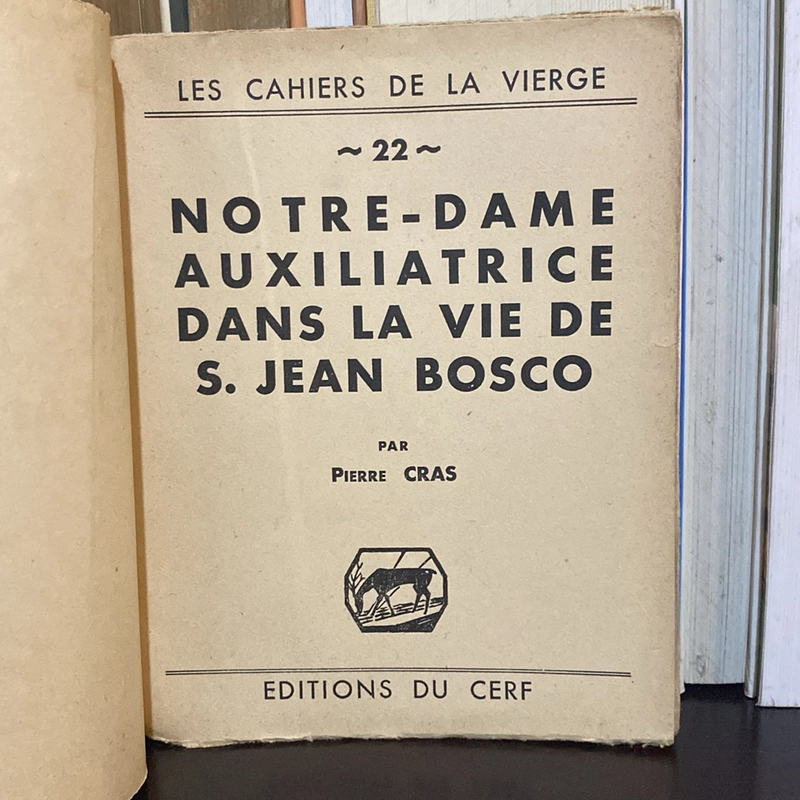 LES CAHIERS DE LA VIERGE
~ 22 ~
NOTRE-DAME
AUXILIATRICE
DANS LA VIE DE
S. JEAN BOSCO
PAR
PIERRE CRAS
EDITIONS DU CERF